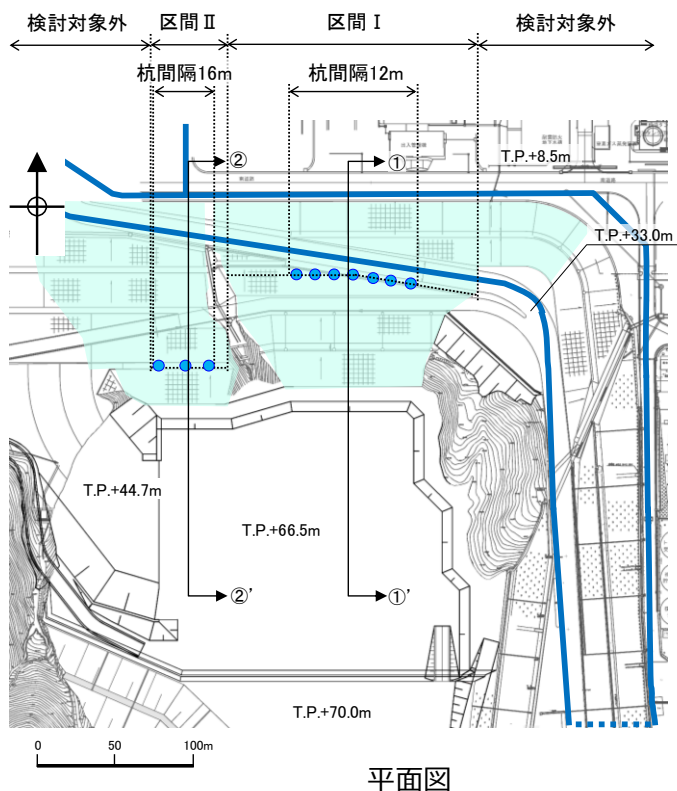 検討対象外 区間Ⅱ 区間Ⅰ 検討対象外
杭間隔16m 杭間隔12m
② ①
T.P.+8.5m
T.P.+33.0m
T.P.+44.7m
T.P.+66.5m
②' ①'
T.P.+70.0m
0 50 100m
平面図